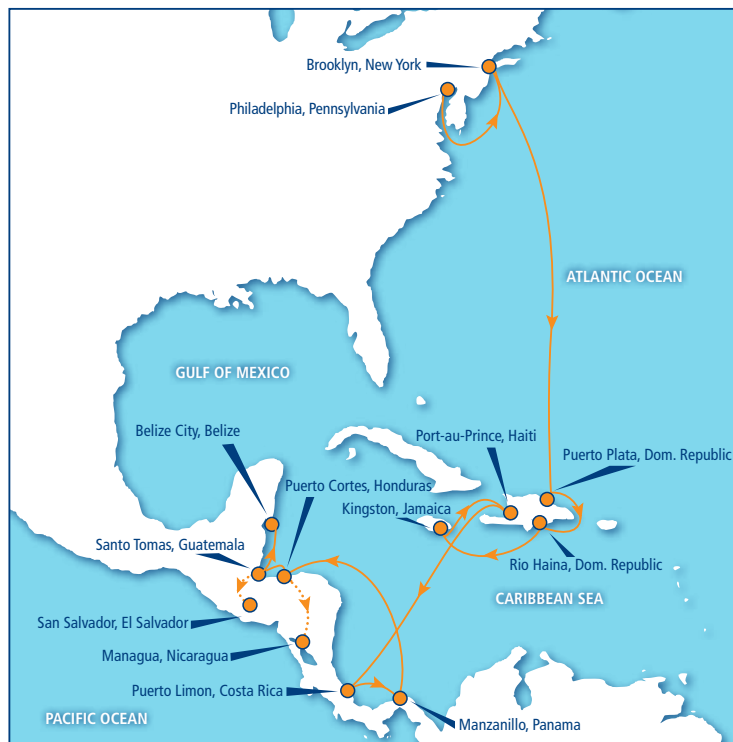 Brooklyn, New York
Philadelphia, Pennsylvania
ATLANTIC OCEAN
GULF OF MEXICO
Belize City, Belize
Port-au-Prince, Haiti
Puerto Plata, Dom. Republic
Puerto Cortes, Honduras
Kingston, Jamaica
Santo Tomas, Guatemala
Rio Haina, Dom. Republic
CARIBBEAN SEA
San Salvador, El Salvador
Managua, Nicaragua
Puerto Limon, Costa Rica
PACIFIC OCEAN
Manzanillo, Panama